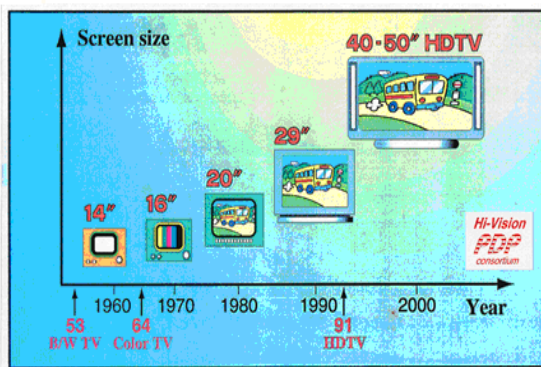 Screen size
40-50" HDTV
29"
20"
16"
14"
Hi-Vision
PDP
consortium
1960 1970 1980 1990 2000 Year
53 64 91
B/W TV Color TV HDTV